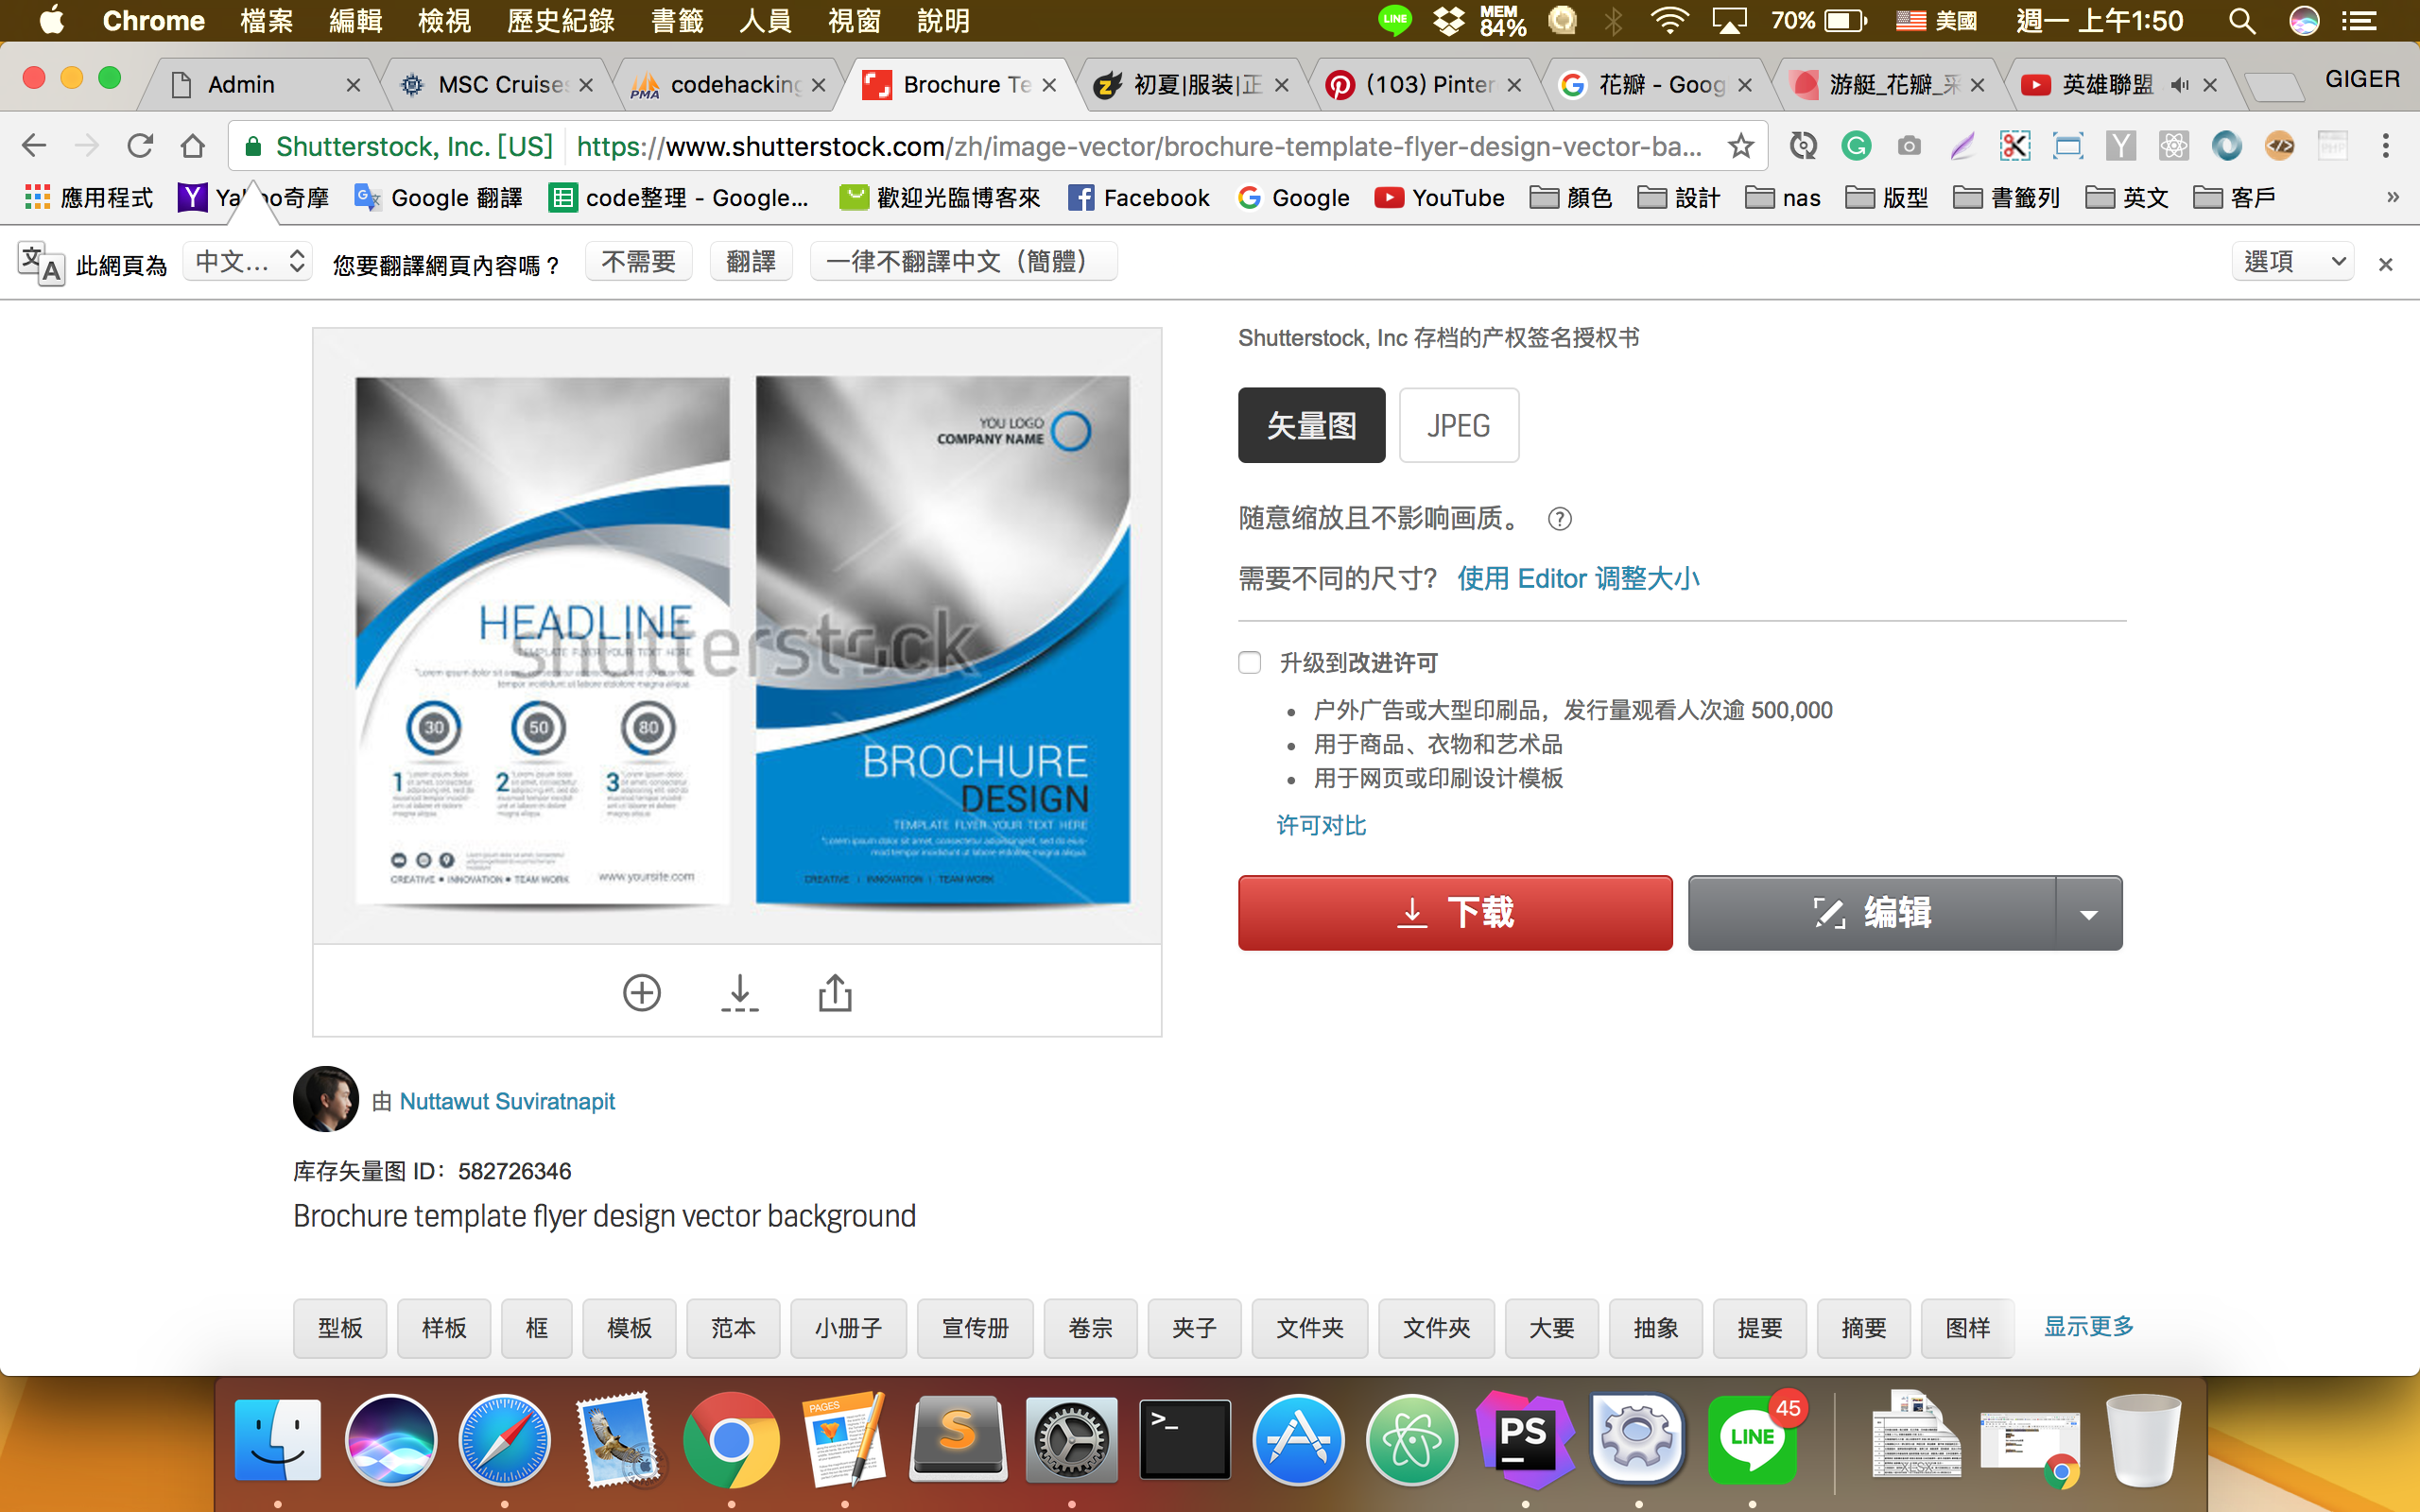 Chrome 檔案 編輯 檢視 歷史紀錄 書籤 人員 視窗 說明
LINE MEM 84% 70% 美國 週一 上午1:50
Admin
MSC Cruises
PMA codehacking
Brochure Te
初夏|服装|正
(103) Pinter
花瓣 - Goog
游艇_花瓣_采
英雄聯盟
GIGER
Shutterstock, Inc. [US] https://www.shutterstock.com/zh/image-vector/brochure-template-flyer-design-vector-ba...
應用程式 Yahoo奇摩 Google 翻譯 code整理 - Google... 歡迎光臨博客來 Facebook Google YouTube 顏色 設計 nas 版型 書籤列 英文 客戶 »
此網頁為 中文... 您要翻譯網頁內容嗎？ 不需要 翻譯 一律不翻譯中文（簡體） 選項
YOU LOGO
COMPANY NAME
HEADLINE
TEMPLATE FLYER YOUR TEXT HERE
shutterstock
30 50 80
1 2 3
CREATIVE • INNOVATION • TEAM WORK www.yoursite.com
BROCHURE
DESIGN
TEMPLATE FLYER YOUR TEXT HERE
CREATIVE | INNOVATION | TEAM WORK
Shutterstock, Inc 存档的产权签名授权书
矢量图 JPEG
随意缩放且不影响画质。 ?
需要不同的尺寸? 使用 Editor 调整大小
升级到改进许可
• 户外广告或大型印刷品，发行量观看人次逾 500,000
• 用于商品、衣物和艺术品
• 用于网页或印刷设计模板
许可对比
下载 编辑
由 Nuttawut Suviratnapit
库存矢量图 ID：582726346
Brochure template flyer design vector background
型板 样板 框 模板 范本 小册子 宣传册 卷宗 夹子 文件夹 文件夾 大要 抽象 提要 摘要 图样 显示更多
PAGES S >_ PS LINE 45 XLSX